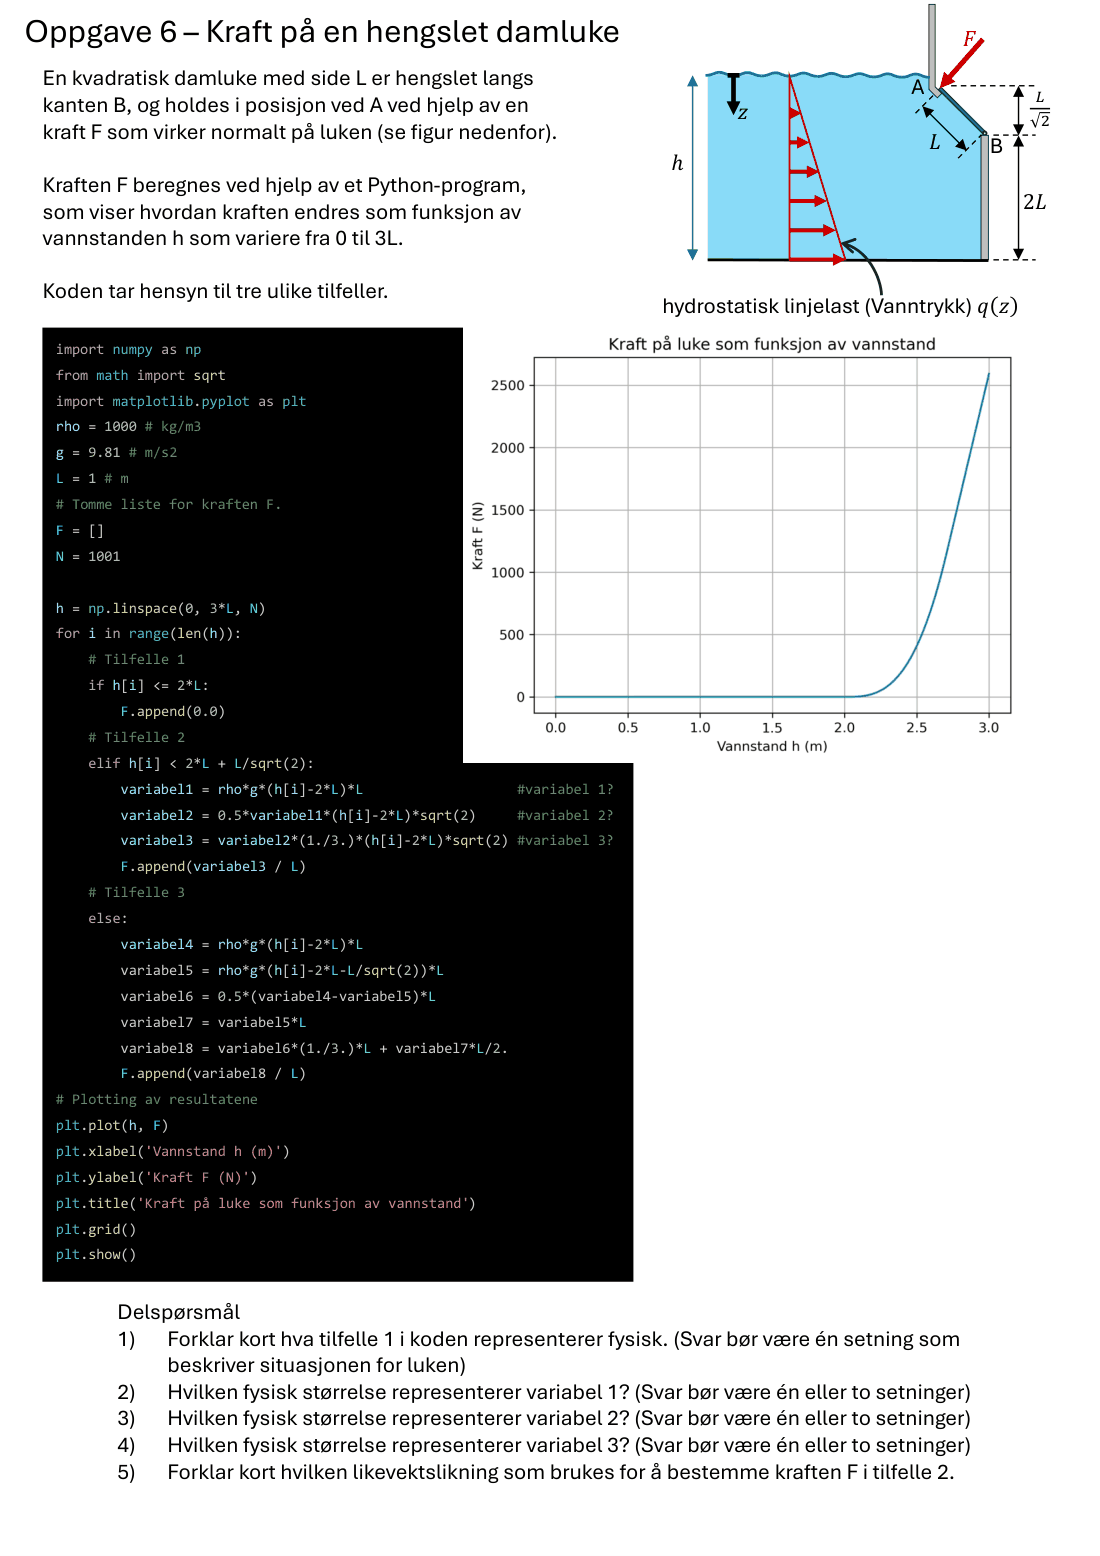 Oppgave 6 – Kraft på en hengslet damluke
En kvadratisk damluke med side L er hengslet langs
kanten B, og holdes i posisjon ved A ved hjelp av en
kraft F som virker normalt på luken (se figur nedenfor).
Kraften F beregnes ved hjelp av et Python-program,
som viser hvordan kraften endres som funksjon av
vannstanden h som variere fra 0 til 3L.
Koden tar hensyn til tre ulike tilfeller.
F
A
z
L
L/√2
B
h
2L
hydrostatisk linjelast (Vanntrykk) q(z)
import numpy as np
from math import sqrt
import matplotlib.pyplot as plt
rho = 1000 # kg/m3
g = 9.81 # m/s2
L = 1 # m
# Tomme liste for kraften F.
F = []
N = 1001
h = np.linspace(0, 3*L, N)
for i in range(len(h)):
    # Tilfelle 1
    if h[i] <= 2*L:
        F.append(0.0)
    # Tilfelle 2
    elif h[i] < 2*L + L/sqrt(2):
        variabel1 = rho*g*(h[i]-2*L)*L #variabel 1?
        variabel2 = 0.5*variabel1*(h[i]-2*L)*sqrt(2) #variabel 2?
        variabel3 = variabel2*(1./3.)*(h[i]-2*L)*sqrt(2) #variabel 3?
        F.append(variabel3 / L)
    # Tilfelle 3
    else:
        variabel4 = rho*g*(h[i]-2*L)*L
        variabel5 = rho*g*(h[i]-2*L-L/sqrt(2))*L
        variabel6 = 0.5*(variabel4-variabel5)*L
        variabel7 = variabel5*L
        variabel8 = variabel6*(1./3.)*L + variabel7*L/2.
        F.append(variabel8 / L)
# Plotting av resultatene
plt.plot(h, F)
plt.xlabel('Vannstand h (m)')
plt.ylabel('Kraft F (N)')
plt.title('Kraft på luke som funksjon av vannstand')
plt.grid()
plt.show()
Kraft på luke som funksjon av vannstand
Kraft F (N)
2500
2000
1500
1000
500
0
0.0 0.5 1.0 1.5 2.0 2.5 3.0
Vannstand h (m)
Delspørsmål
1) Forklar kort hva tilfelle 1 i koden representerer fysisk. (Svar bør være én setning som
beskriver situasjonen for luken)
2) Hvilken fysisk størrelse representerer variabel 1? (Svar bør være én eller to setninger)
3) Hvilken fysisk størrelse representerer variabel 2? (Svar bør være én eller to setninger)
4) Hvilken fysisk størrelse representerer variabel 3? (Svar bør være én eller to setninger)
5) Forklar kort hvilken likevektslikning som brukes for å bestemme kraften F i tilfelle 2.